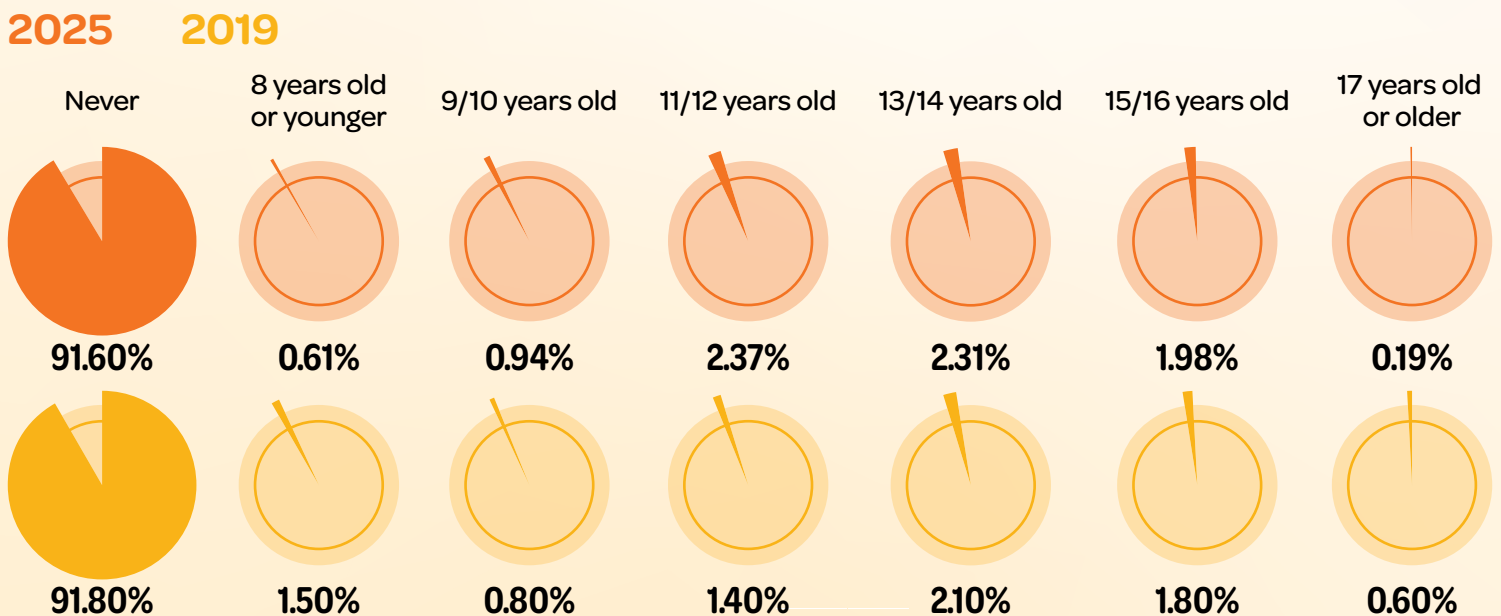 2025 2019
Never
8 years old
or younger
9/10 years old
11/12 years old
13/14 years old
15/16 years old
17 years old
or older
91.60% 0.61% 0.94% 2.37% 2.31% 1.98% 0.19%
91.80% 1.50% 0.80% 1.40% 2.10% 1.80% 0.60%